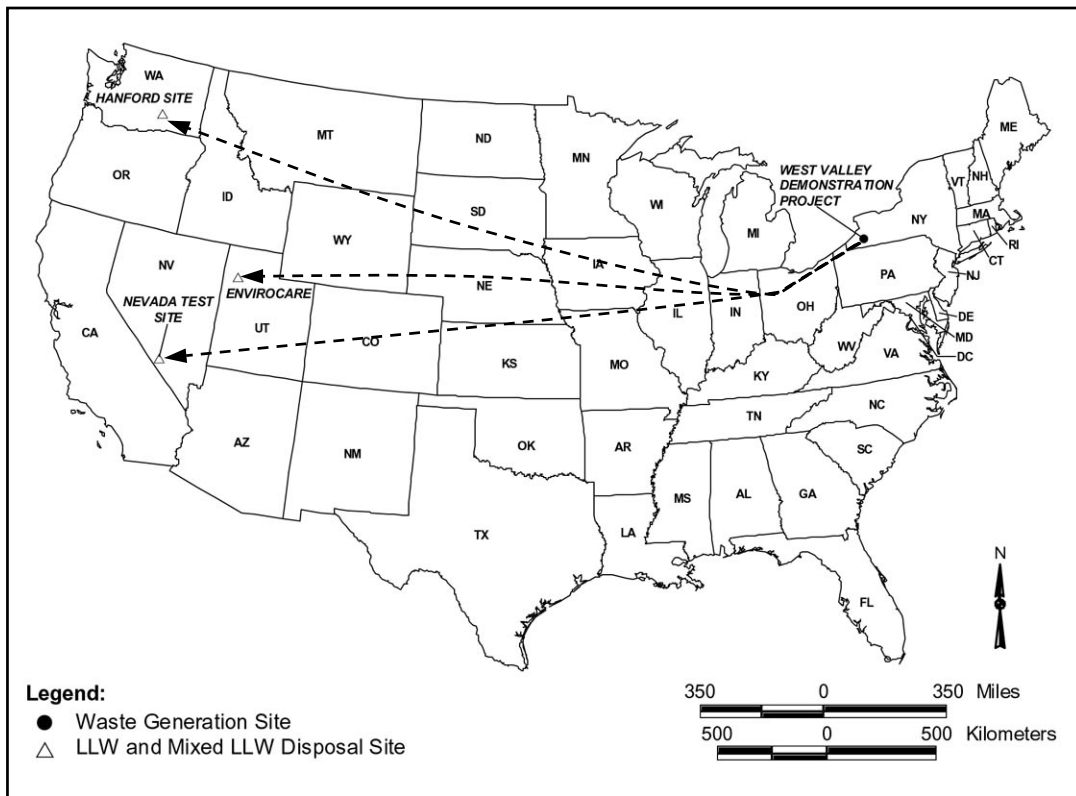 WA
HANFORD SITE
MT
ND
MN
ME
OR
ID
SD
WI
MI
WEST VALLEY
DEMONSTRATION
PROJECT
VT
NH
NY
MA
RI
CT
WY
IA
NV
NE
ENVIROCARE
NEVADA TEST
SITE
CA
UT
CO
IL
IN
OH
PA
NJ
DE
MD
DC
WV
VA
KS
MO
KY
NC
TN
AZ
NM
OK
AR
SC
MS
AL
GA
TX
LA
FL
N
Legend:
Waste Generation Site
LLW and Mixed LLW Disposal Site
350 0 350 Miles
500 0 500 Kilometers